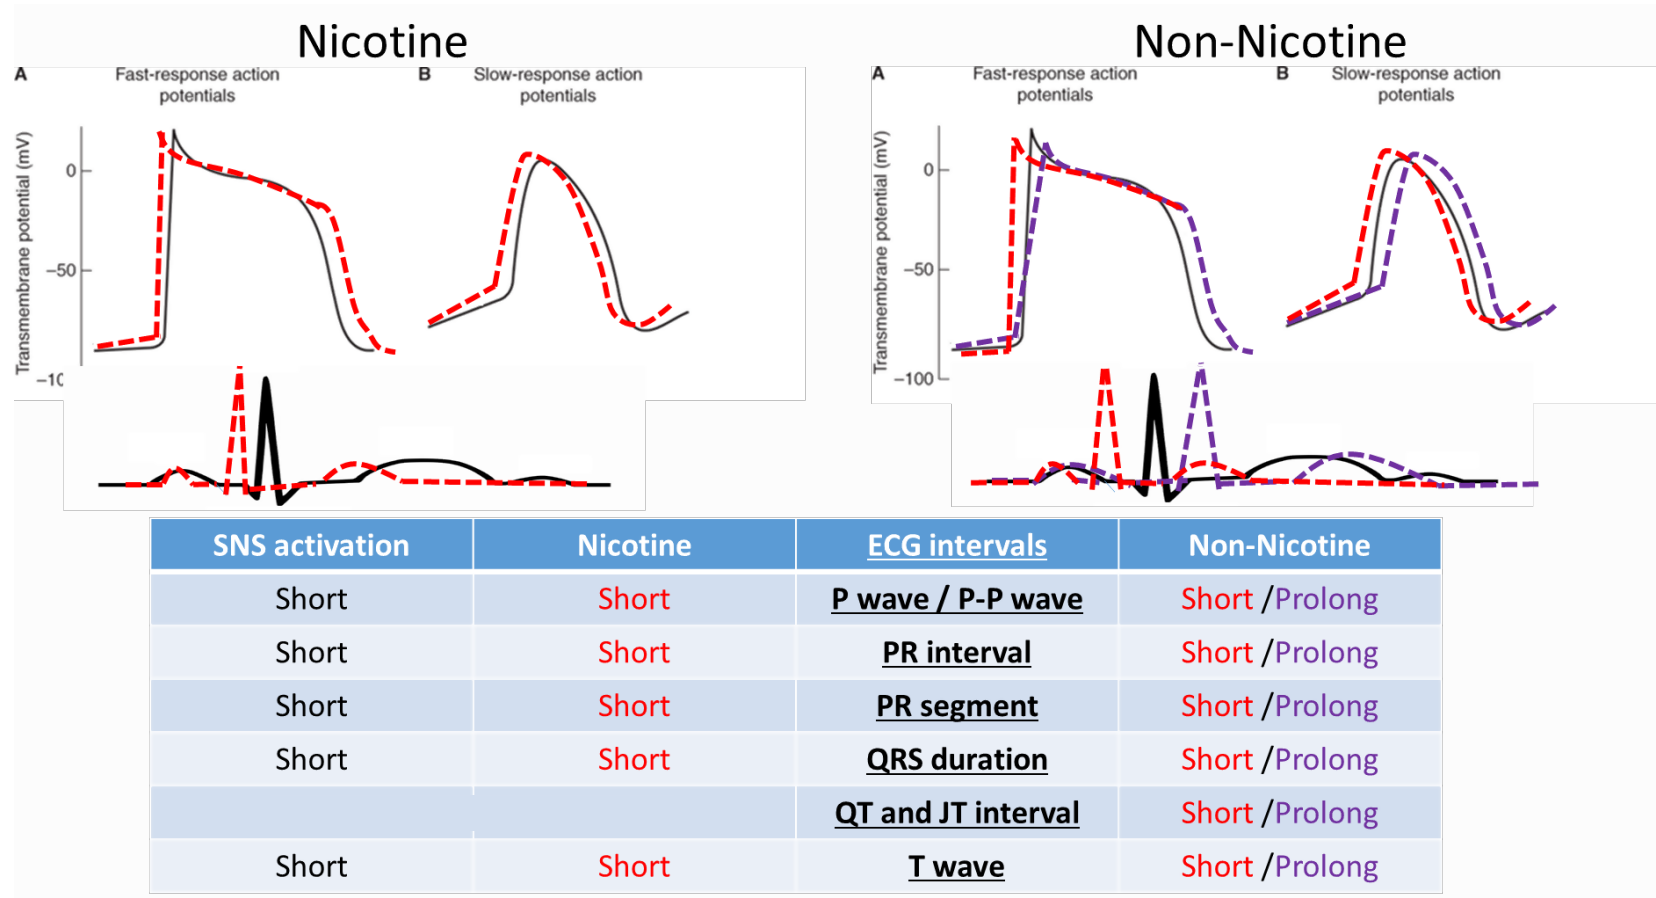 Nicotine
Non-Nicotine
A Fast-response action potentials
B Slow-response action potentials
Transmembrane potential (mV)
0
−50
−10
A Fast-response action potentials
B Slow-response action potentials
Transmembrane potential (mV)
0
−50
−100
SNS activation Nicotine ECG intervals Non-Nicotine
Short Short P wave / P-P wave Short /Prolong
Short Short PR interval Short /Prolong
Short Short PR segment Short /Prolong
Short Short QRS duration Short /Prolong
QT and JT interval Short /Prolong
Short Short T wave Short /Prolong